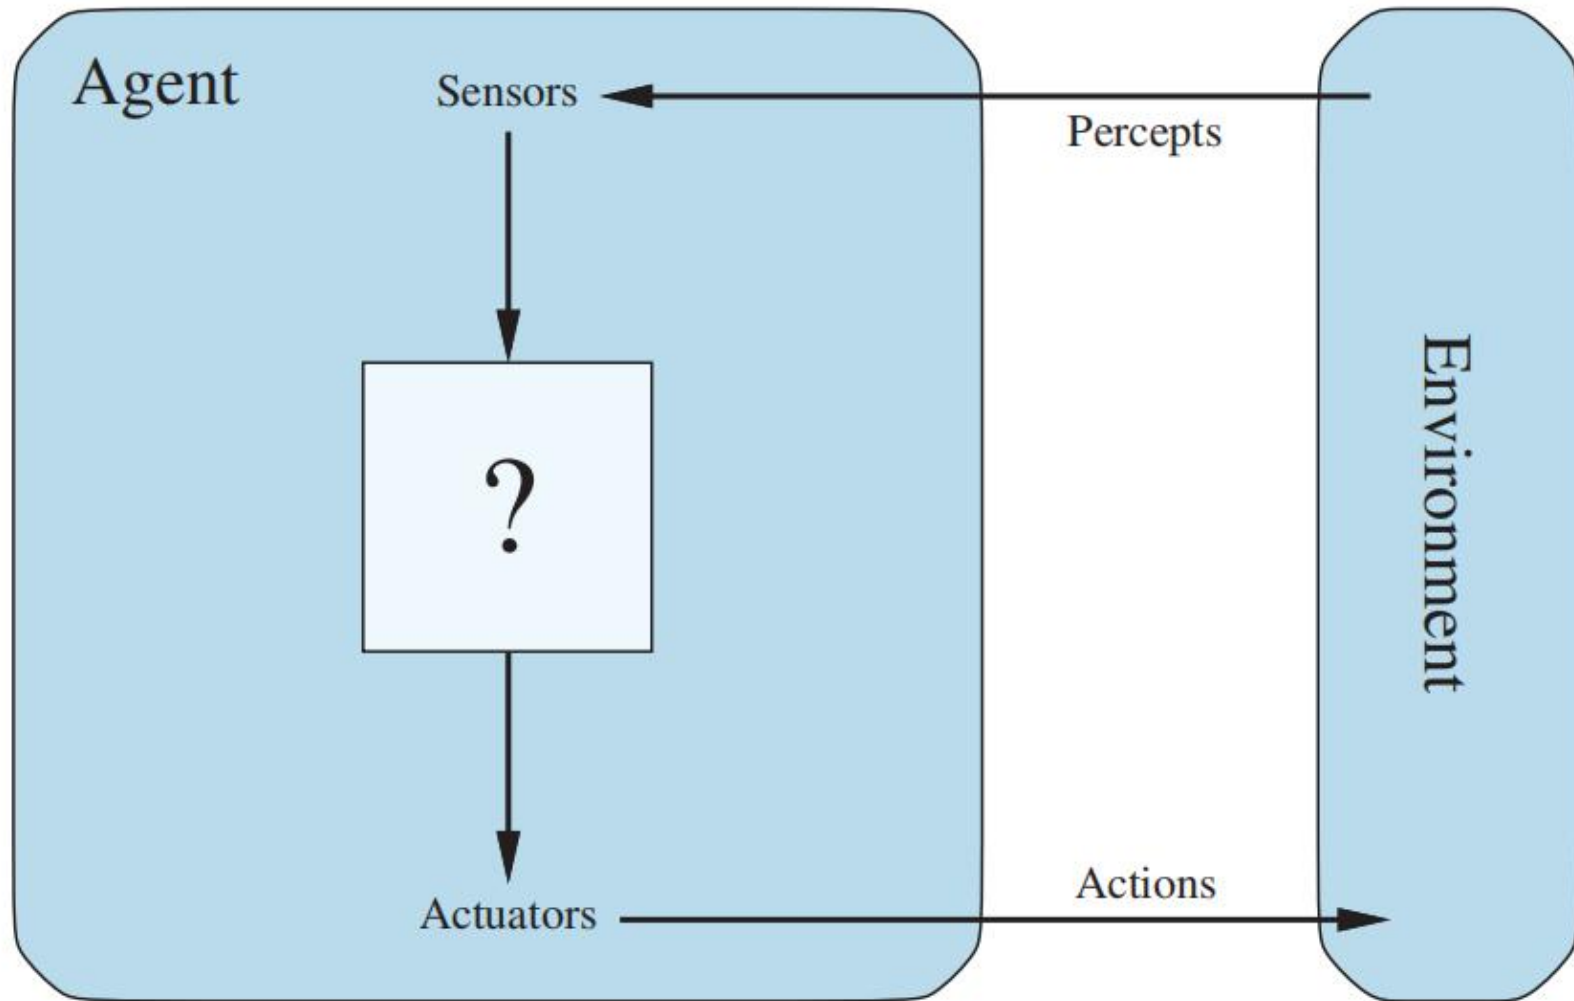 Agent
Sensors
Percepts
?
Environment
Actions
Actuators